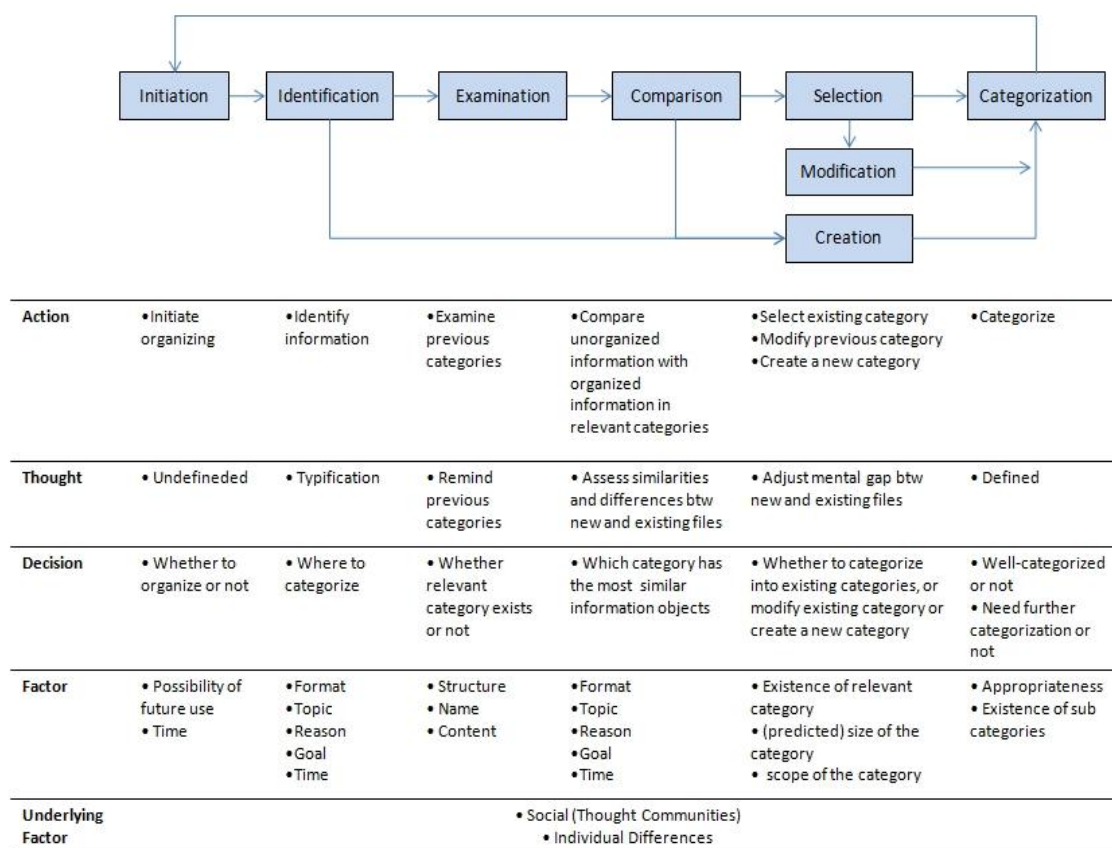 Initiation
Identification
Examination
Comparison
Selection
Categorization
Modification
Creation
Action
•Initiate
organizing
•Identify
information
•Examine
previous
categories
•Compare
unorganized
information with
organized
information in
relevant categories
•Select existing category
•Modify previous category
•Create a new category
•Categorize
Thought
• Undefineded
• Typification
• Remind
previous
categories
• Assess similarities
and differences btw
new and existing files
• Adjust mental gap btw
new and existing files
• Defined
Decision
• Whether to
organize or not
• Where to
categorize
• Whether
relevant
category exists
or not
• Which category has
the most similar
information objects
• Whether to categorize
into existing categories, or
modify existing category or
create a new category
• Well-categorized
or not
• Need further
categorization or
not
Factor
• Possibility of
future use
• Time
•Format
•Topic
•Reason
•Goal
•Time
•Structure
•Name
•Content
•Format
•Topic
•Reason
•Goal
•Time
• Existence of relevant
category
• (predicted) size of the
category
• scope of the category
• Appropriateness
• Existence of sub
categories
Underlying
Factor
• Social (Thought Communities)
• Individual Differences